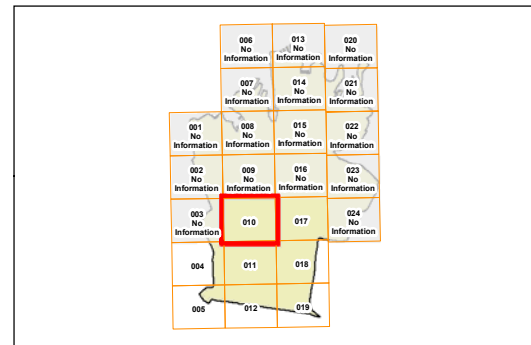 006
No
Information
013
No
Information
020
No
Information
007
No
Information
014
No
Information
021
No
Information
001
No
Information
008
No
Information
015
No
Information
022
No
Information
002
No
Information
009
No
Information
016
No
Information
023
No
Information
003
No
Information
010
017
024
No
Information
004
011
018
005
012
019